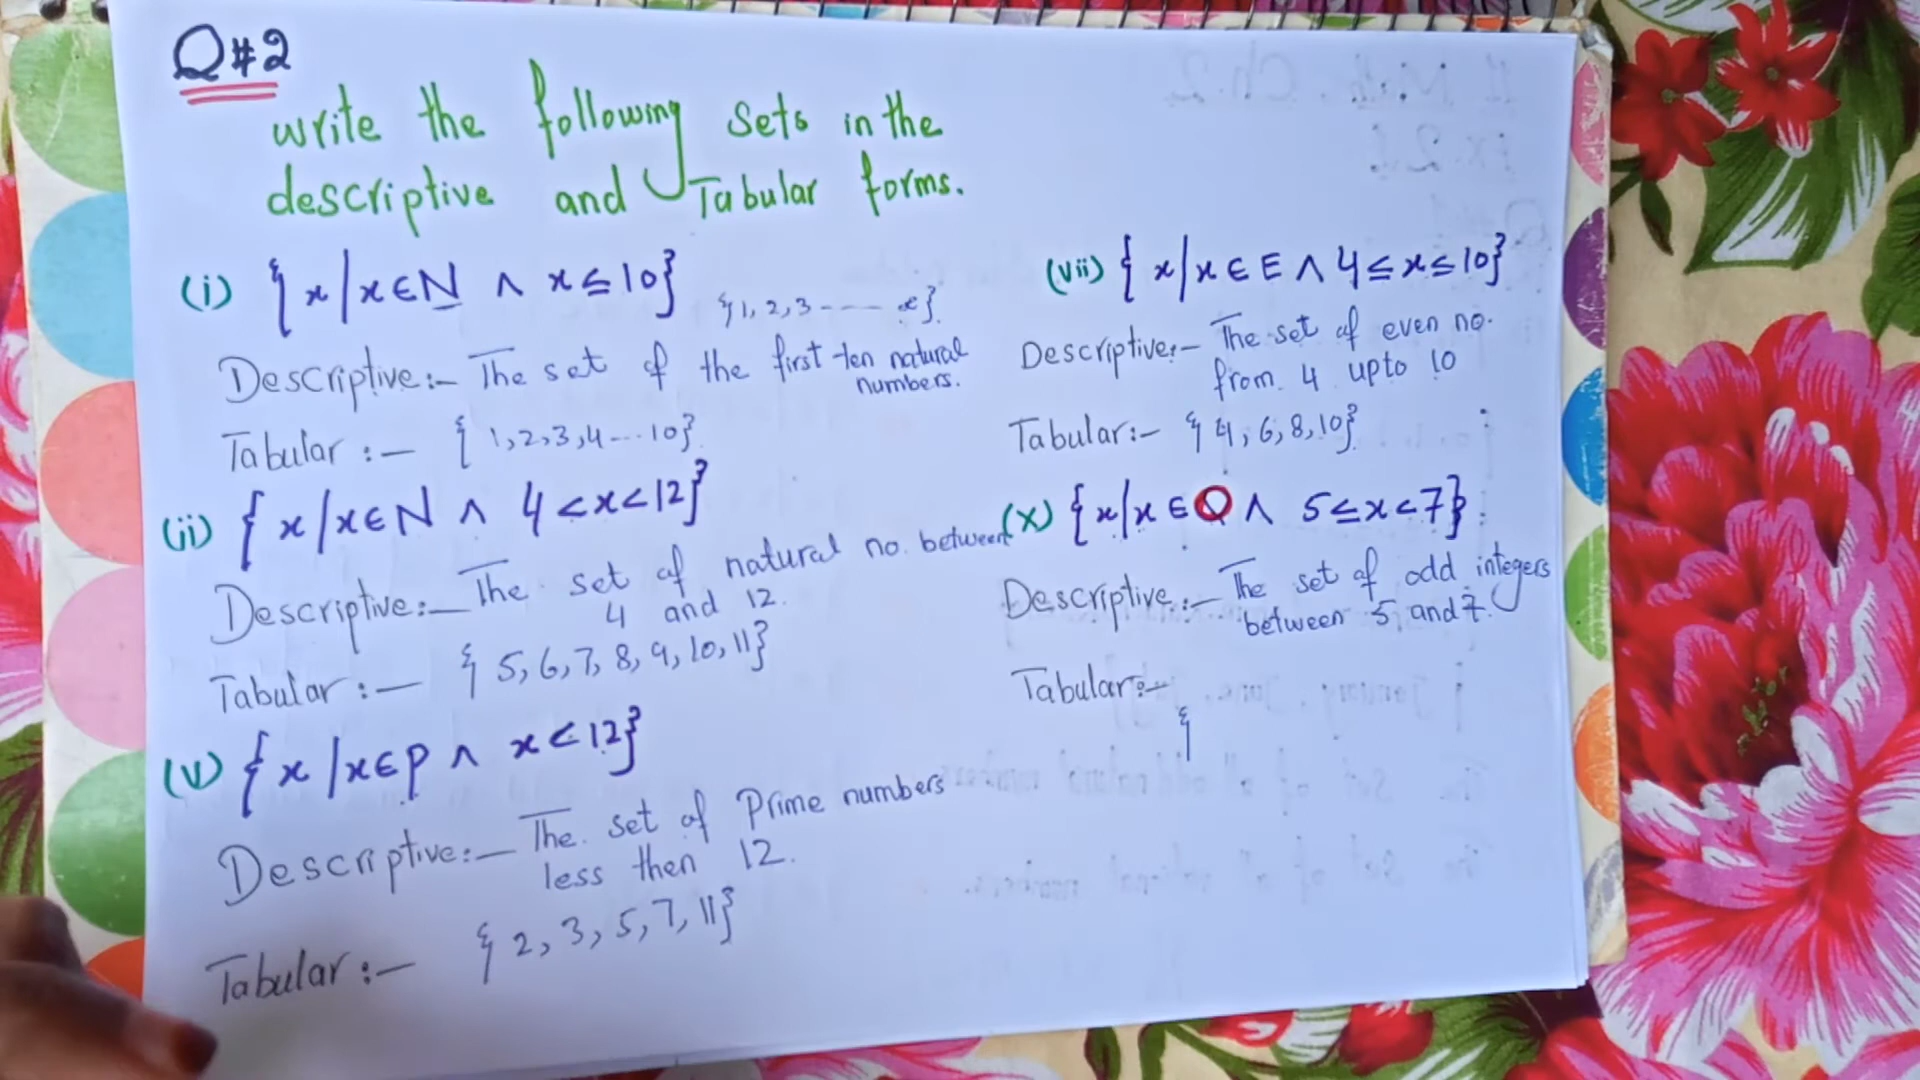 Q#2
write the following sets in the
descriptive and Tabular forms.
(i) {x/x∈N ∧ x≤10}
{1, 2, 3 ------
Descriptive:- The set of the first ten natural
numbers.
Tabular :- {1,2,3,4---10}
(ii) {x/x∈N ∧ 4<x<12}
Descriptive:- The set of natural no. between
4 and 12.
Tabular :- {5, 6, 7, 8, 9, 10, 11}
(v) {x/x∈P ∧ x<12}
Descriptive:- The set of Prime numbers
less then 12.
Tabular :- {2, 3, 5, 7, 11}
(vii) {x/x∈E ∧ 4≤x≤10}
Descriptive:- The set of even no.
from 4 upto 10
Tabular:- {4, 6, 8, 10}
(x) {x/x∈O ∧ 5≤x<7}
Descriptive:- The set of odd integers
between 5 and 7.
Tabular:-
{